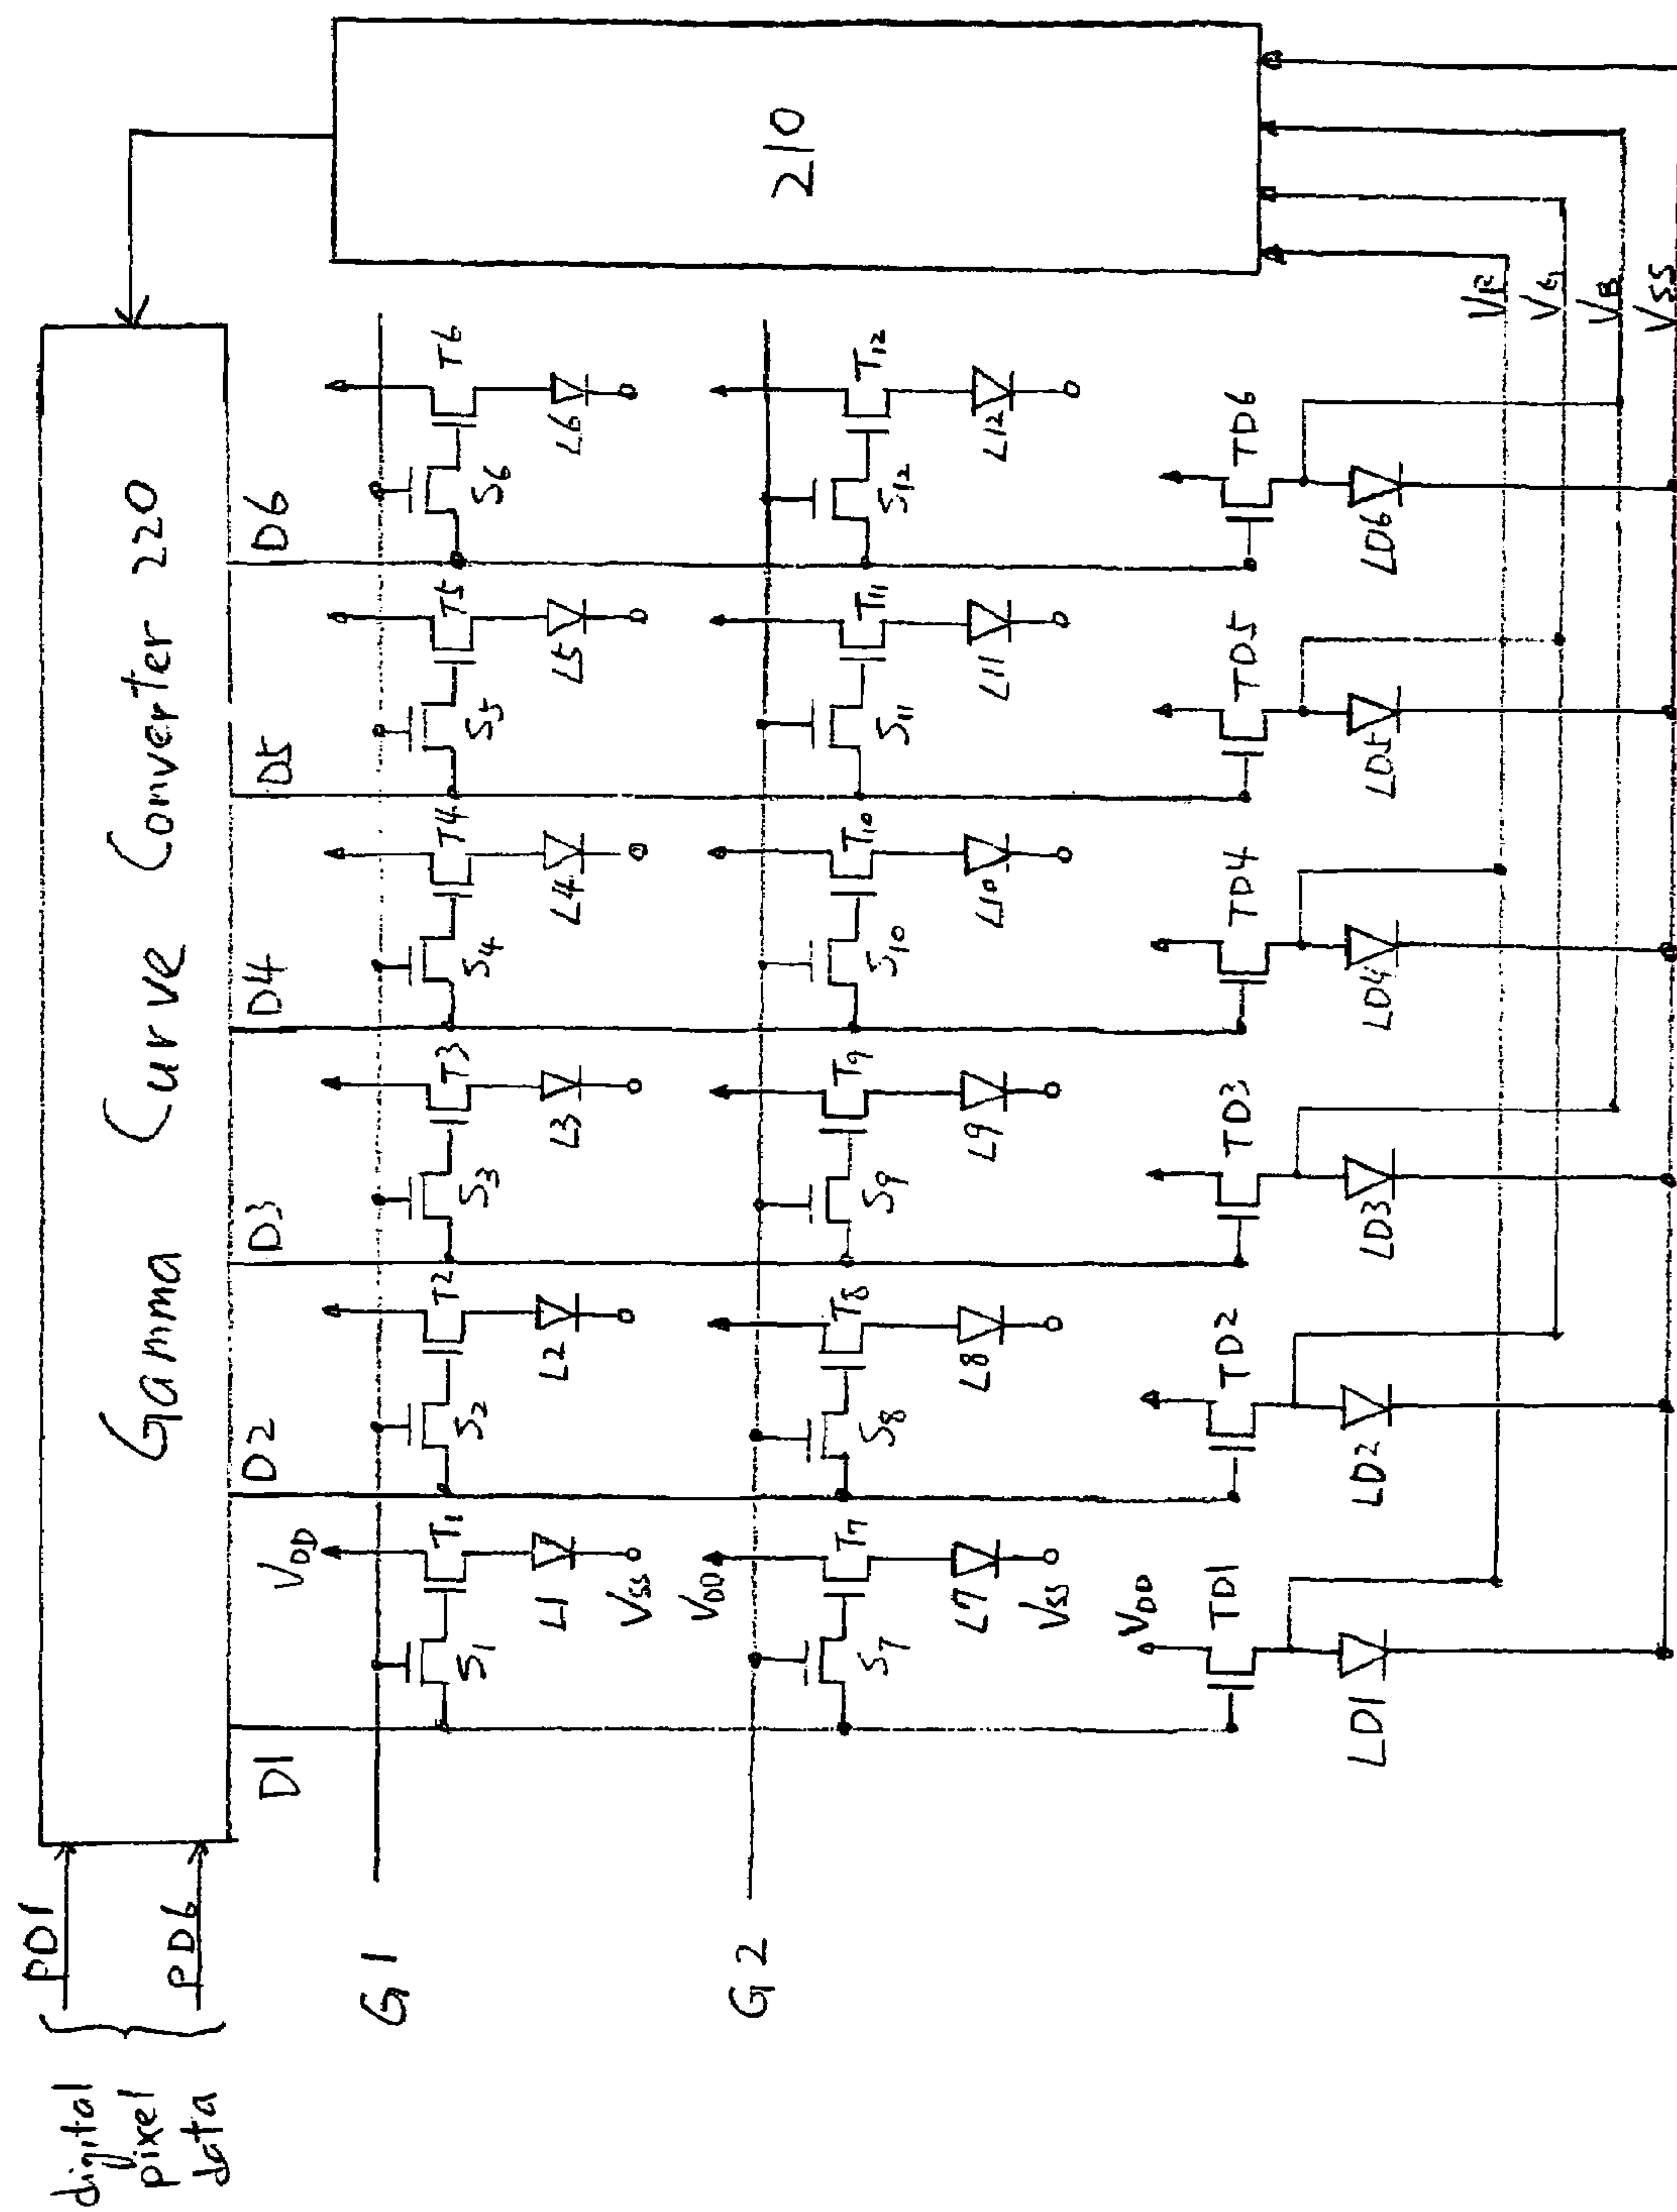 digital
pixel
data
PD1
PD6
Gamma Curve Converter 220
210
D1
D2
D3
D4
D5
D6
G1
VDD
S1
T1
L1
VSS
S2
T2
L2
S3
T3
L3
S4
T4
L4
S5
T5
L5
S6
T6
L6
G2
VDD
S7
T7
L7
VSS
S8
T8
L8
S9
T9
L9
S10
T10
L10
S11
T11
L11
S12
T12
L12
VDD
TD1
LD1
TD2
LD2
TD3
LD3
TD4
LD4
TD5
LD5
TD6
LD6
VR
VG
VB
VSS